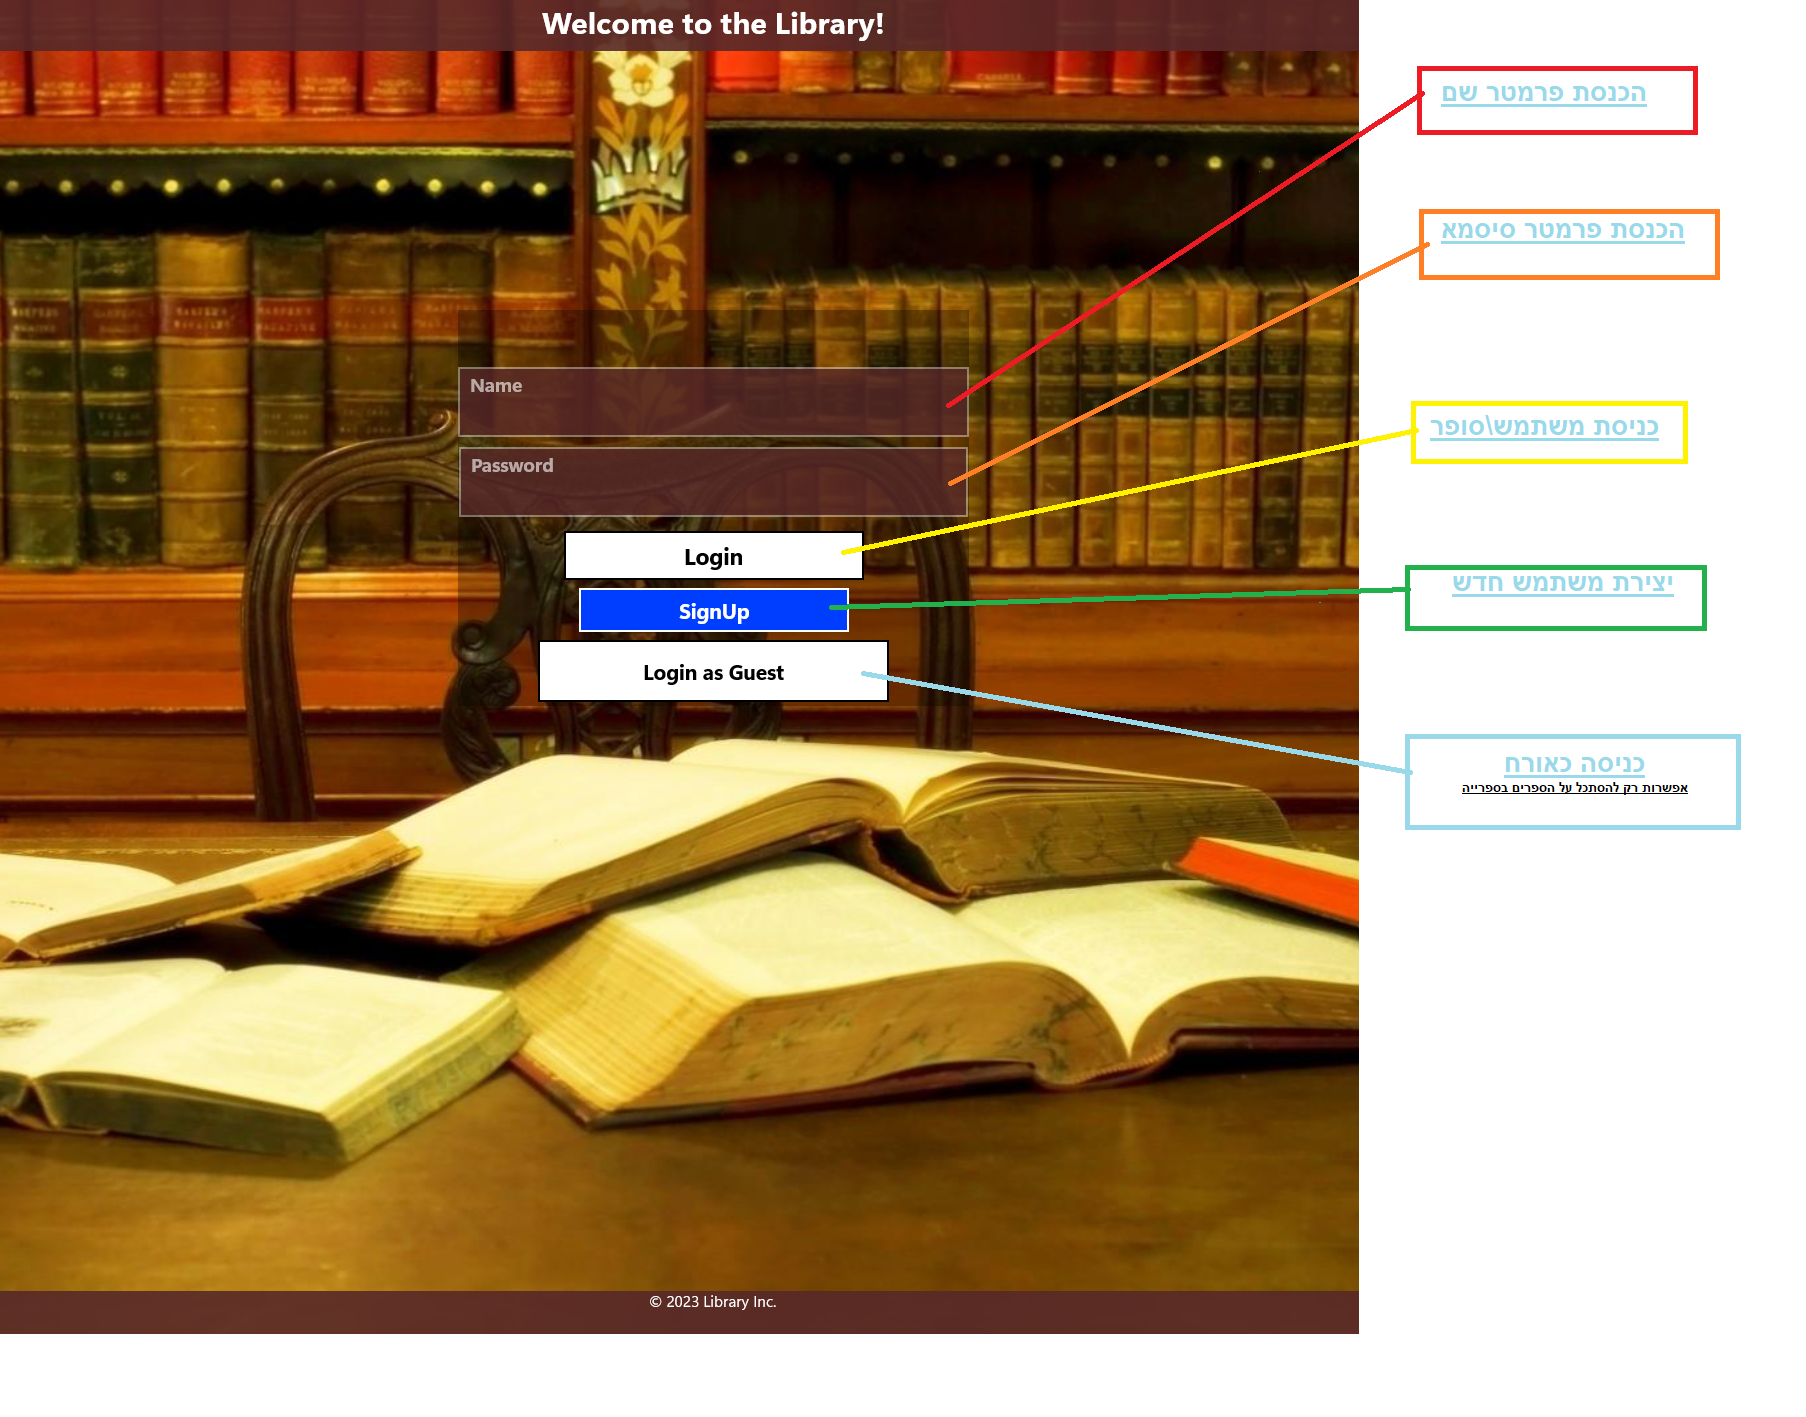 Welcome to the Library!
הכנסת פרמטר שם
הכנסת פרמטר סיסמא
Name
Password
כניסת משתמש\סופר
Login
יצירת משתמש חדש
SignUp
Login as Guest
כניסה כאורח
אפשרות רק להסתכל על הספרים בספרייה
© 2023 Library Inc.